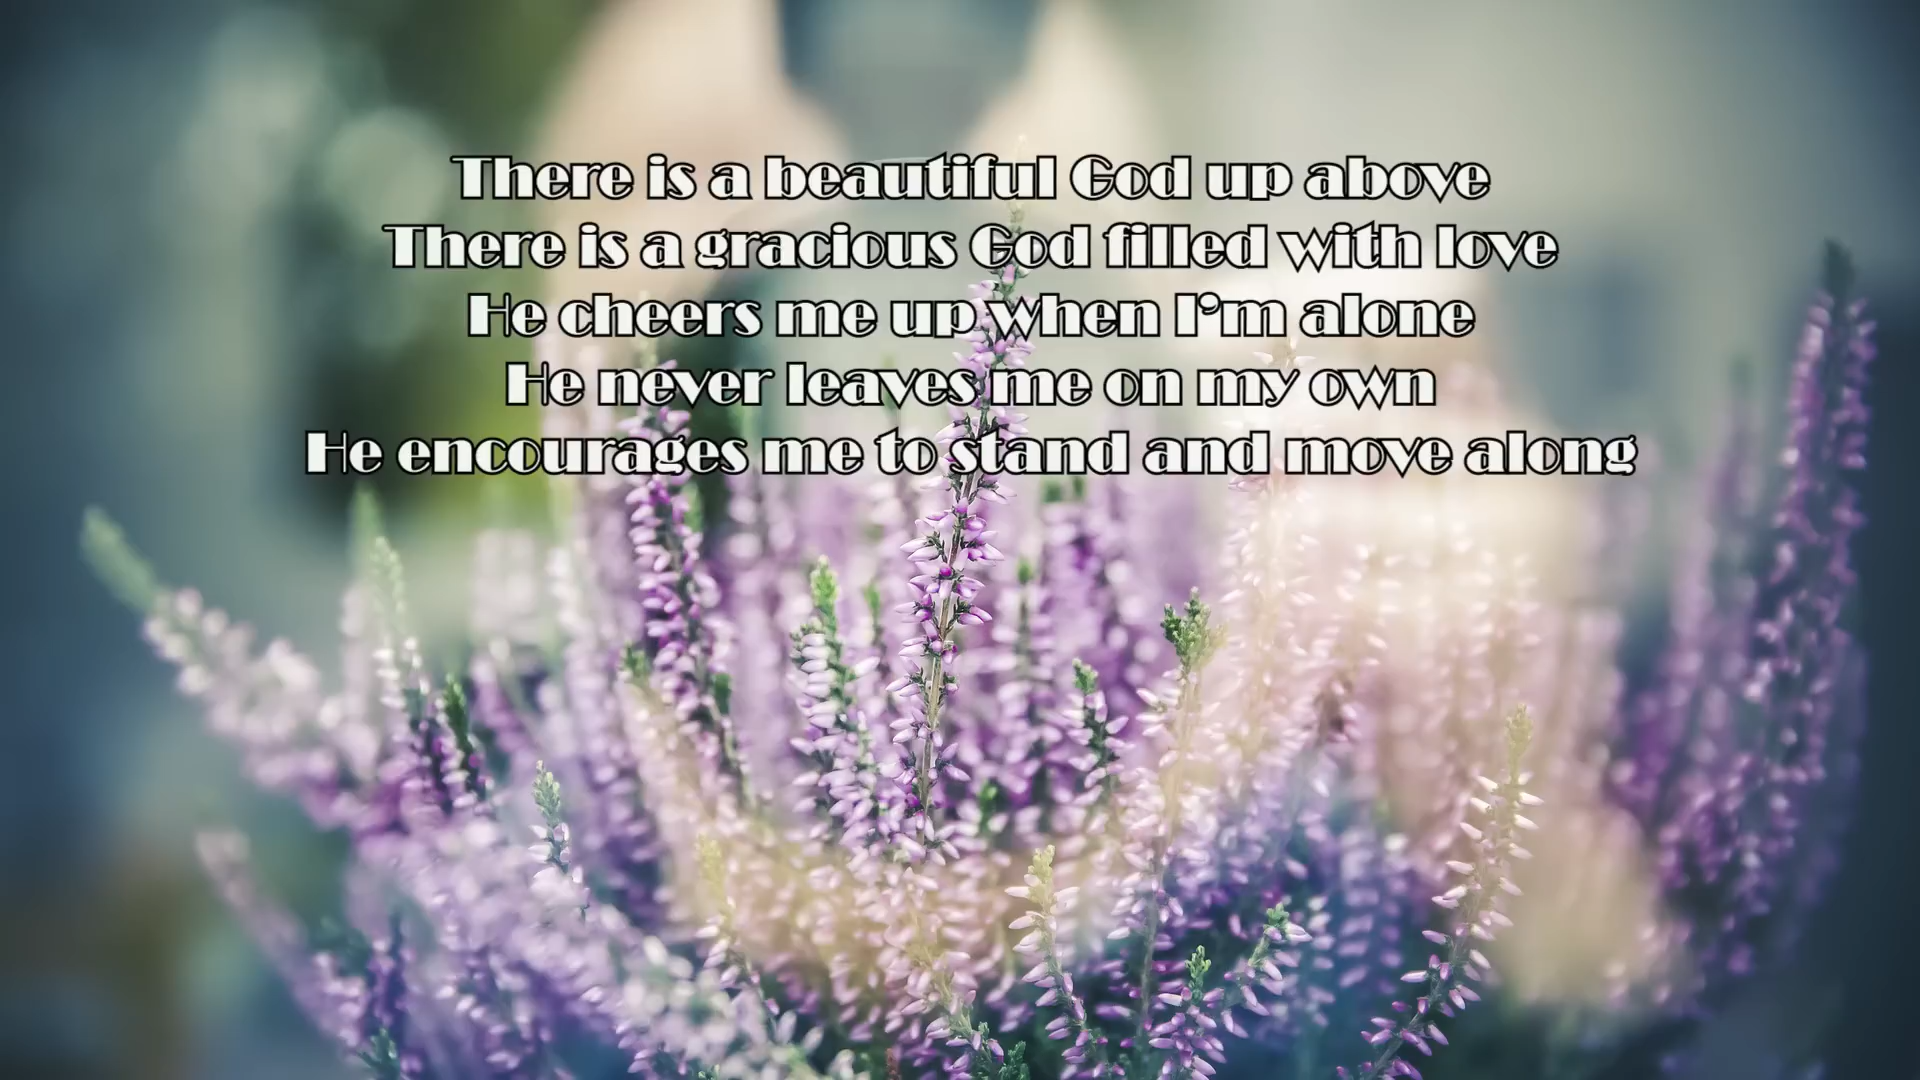 There is a beautiful God up above
There is a gracious God filled with love
He cheers me up when I'm alone
He never leaves me on my own
He encourages me to stand and move along